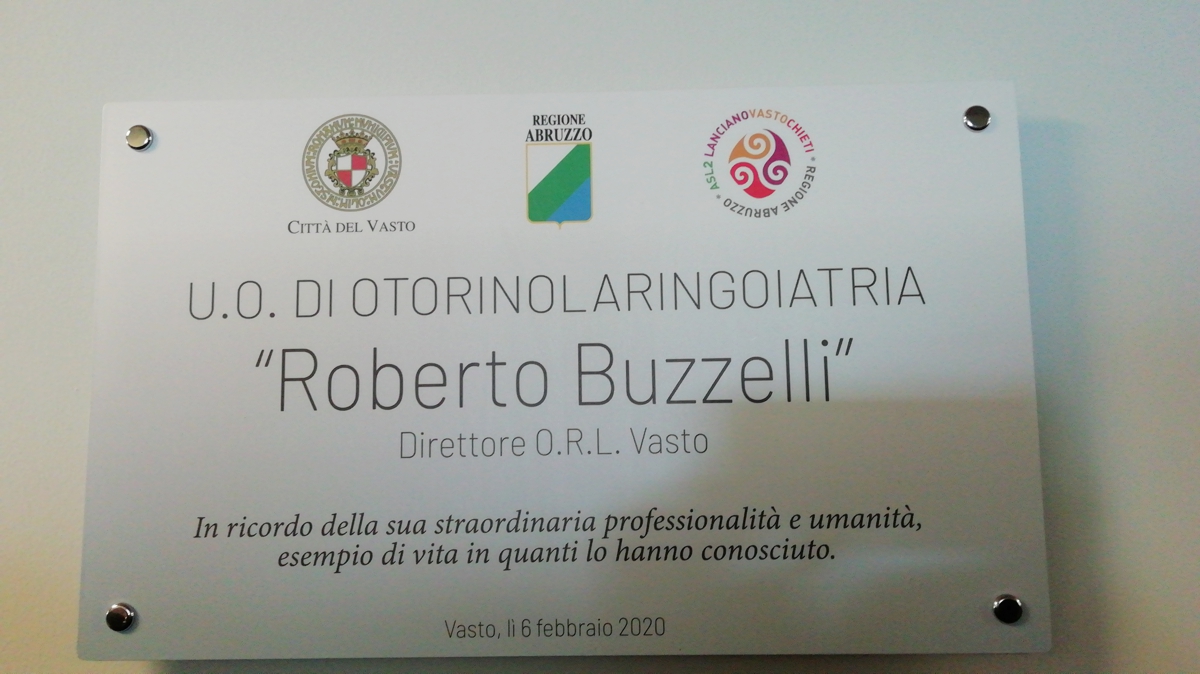 CITTÀ DEL VASTO
REGIONE
ABRUZZO
ASL2 LANCIANOVASTOCHIETI * REGIONE ABRUZZO *
U.O. DI OTORINOLARINGOIATRIA
“Roberto Buzzelli”
Direttore O.R.L. Vasto
In ricordo della sua straordinaria professionalità e umanità,
esempio di vita in quanti lo hanno conosciuto.
Vasto, lì 6 febbraio 2020